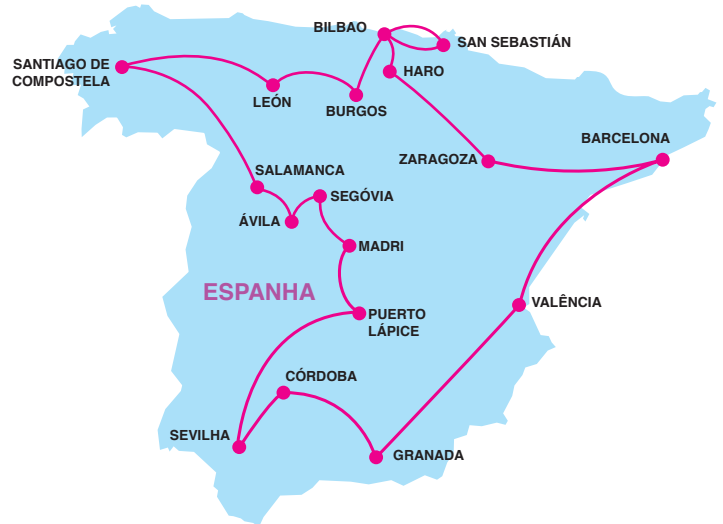 BILBAO
SAN SEBASTIÁN
SANTIAGO DE
COMPOSTELA
HARO
LEÓN
BURGOS
BARCELONA
ZARAGOZA
SALAMANCA
SEGÓVIA
ÁVILA
MADRI
ESPANHA
VALÊNCIA
PUERTO
LÁPICE
CÓRDOBA
SEVILHA
GRANADA